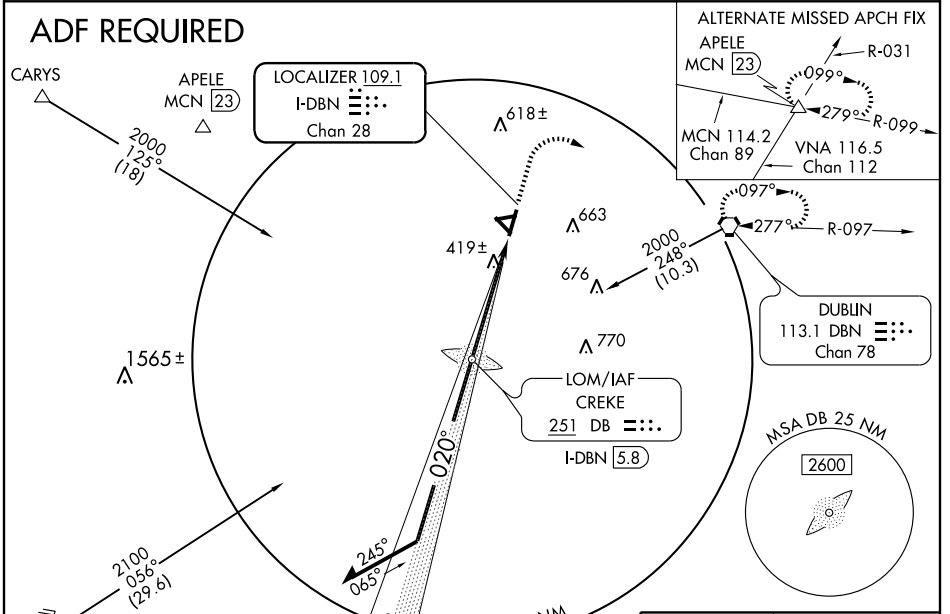 ADF REQUIRED
CARYS
APELE
MCN 23
LOCALIZER 109.1
I-DBN
Chan 28
618±
ALTERNATE MISSED APCH FIX
APELE
MCN 23
R-031
099°
279°
R-099
MCN 114.2
Chan 89
VNA 116.5
Chan 112
2000
125°
(18)
663
419±
097°
277°
R-097
2000
248°
(10.3)
676
DUBLIN
113.1 DBN
Chan 78
1565±
770
LOM/IAF
CREKE
251 DB
I-DBN 5.8
MSA DB 25 NM
2600
020°
245°
065°
2100
056°
(29.6)
NM